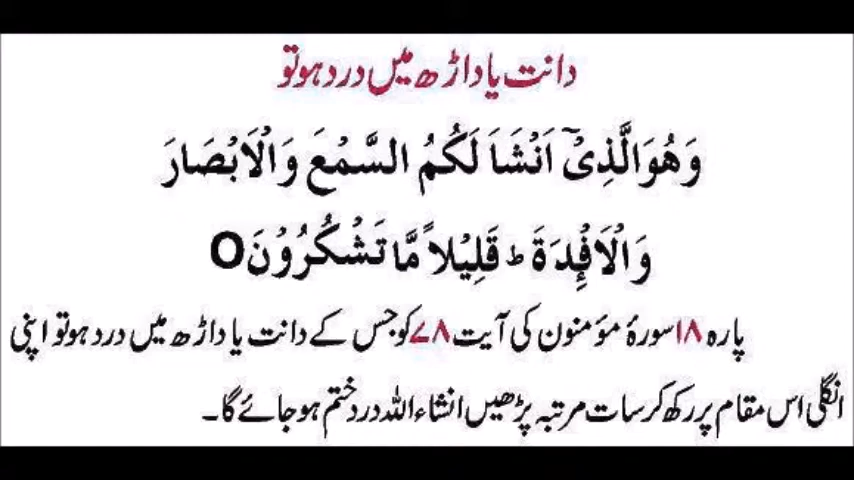 دانت یا داڑھ میں درد ہو تو
وَهُوَالَّذِیْۤ اَنْشَاَ لَکُمُ السَّمْعَ وَالْاَبْصَارَ
وَالْاَفْـِٕدَةَ ؕ قَلِیْلًا مَّا تَشْکُرُوْنَO
پارہ ۱۸ سورۂ مؤمنون کی آیت ۷۸ کو جس کے دانت یا داڑھ میں درد ہو تو اپنی
انگلی اس مقام پر رکھ کر سات مرتبہ پڑھیں انشاء اللہ درد ختم ہو جائے گا۔